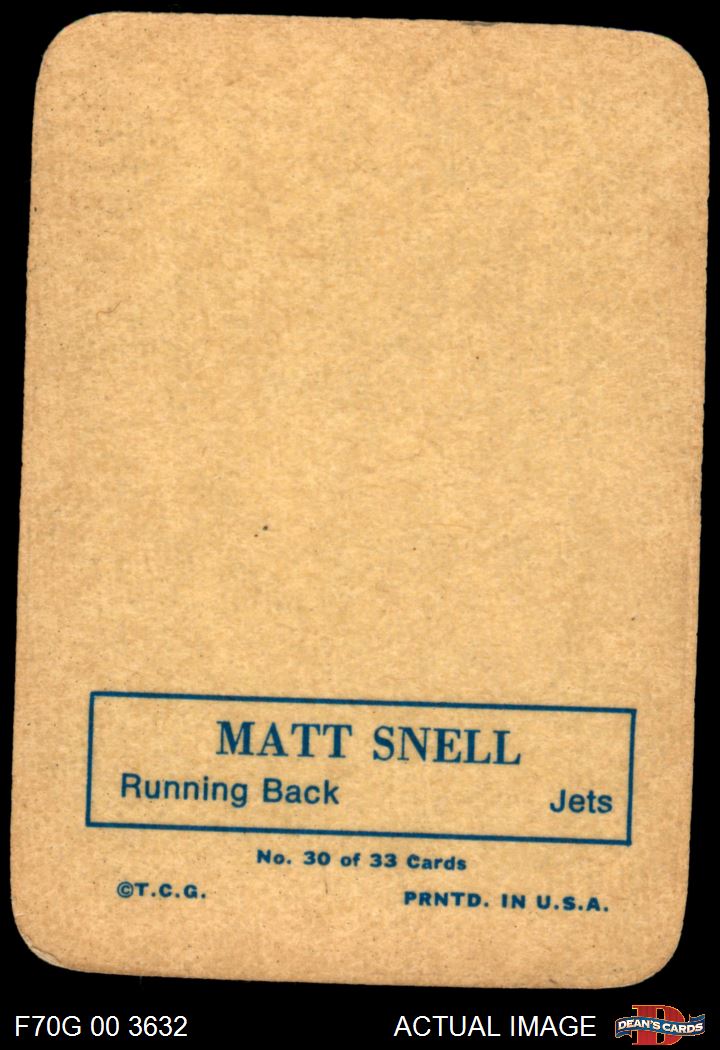 MATT SNELL
Running Back Jets
No. 30 of 33 Cards
©T.C.G. PRNTD. IN U.S.A.
F70G 00 3632 ACTUAL IMAGE DEAN'S CARDS